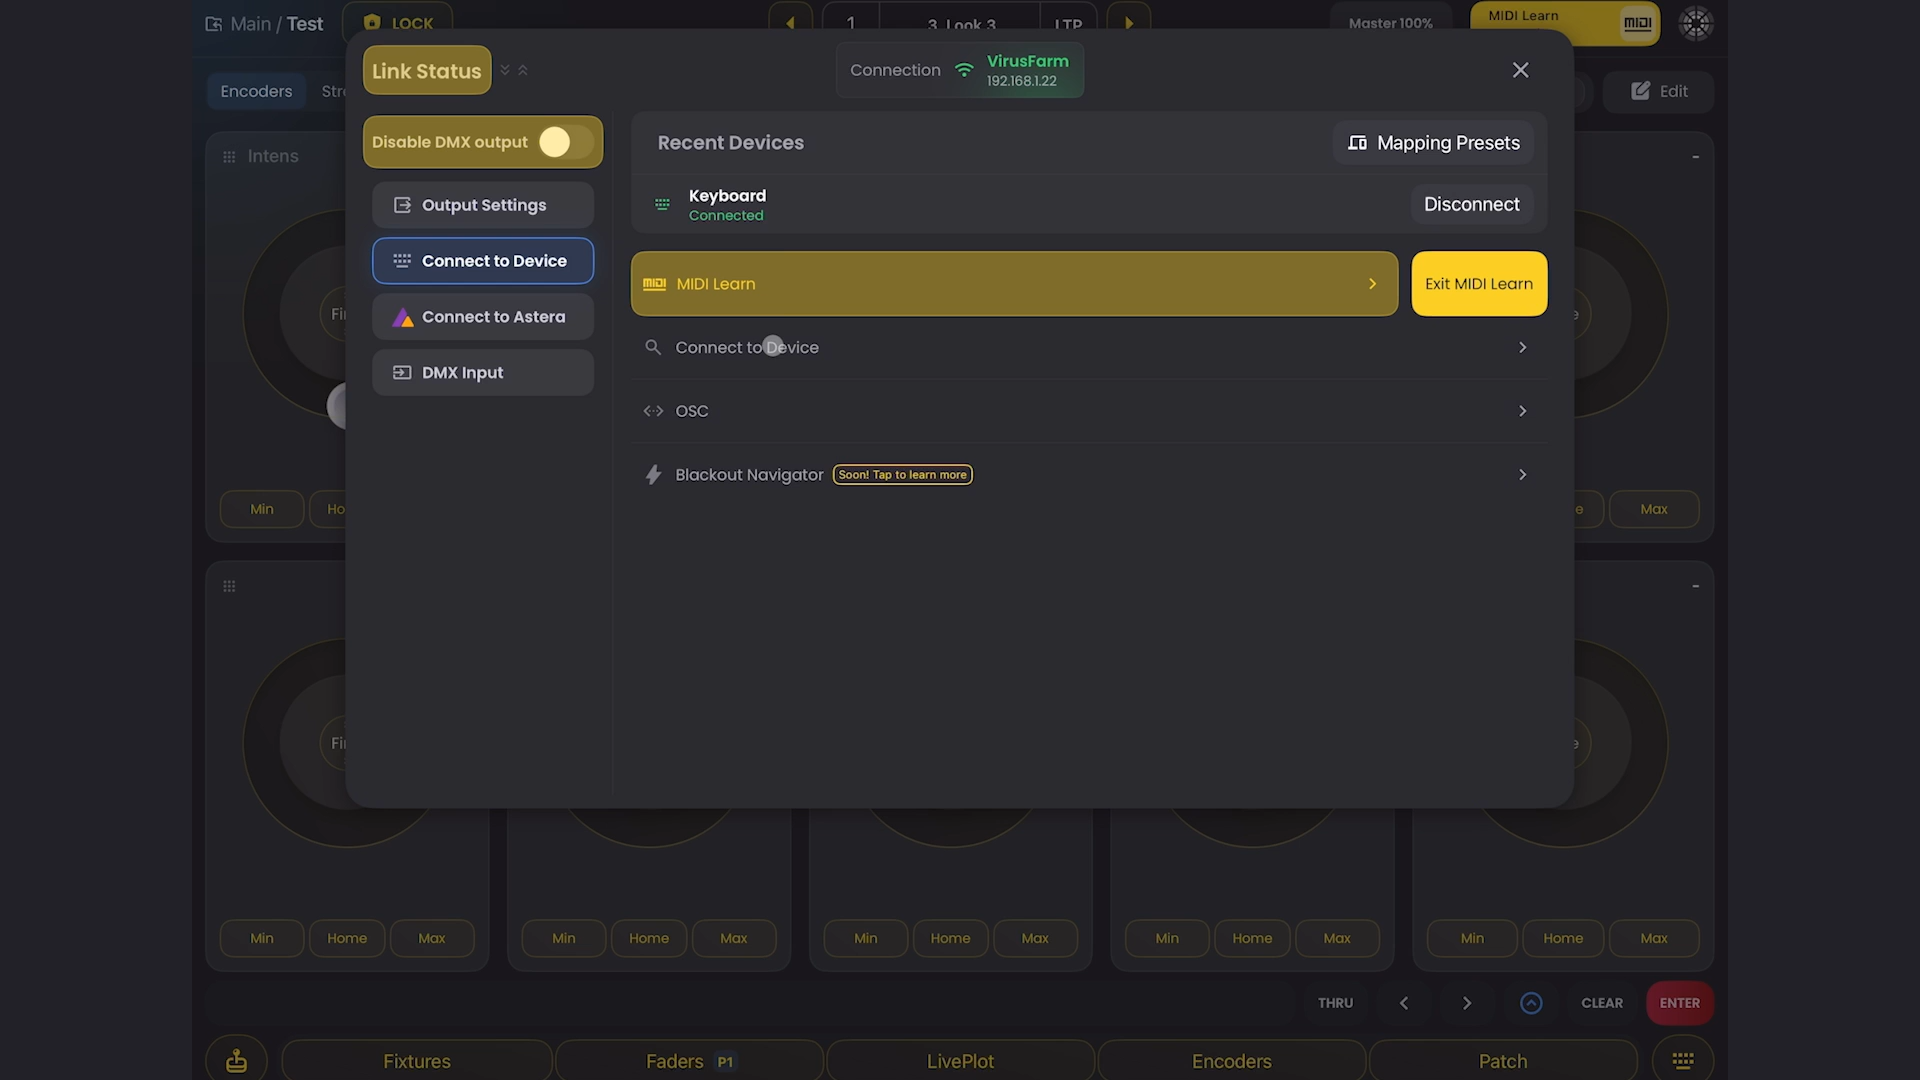 Main / Test
LOCK
1
3 Look 3
LTP
Master 100%
MIDI Learn
MIDI
Link Status
Connection
VirusFarm
192.168.1.22
Encoders
Edit
Disable DMX output
Output Settings
Connect to Device
Connect to Astera
DMX Input
Recent Devices
Mapping Presets
Keyboard
Connected
Disconnect
MIDI
MIDI Learn
Exit MIDI Learn
Connect to Device
OSC
Blackout Navigator
Soon! Tap to learn more
Intens
Min
Max
Min Home Max
Min Home Max
Min Home Max
Min Home Max
Min Home Max
THRU
CLEAR
ENTER
Fixtures
Faders P1
LivePlot
Encoders
Patch